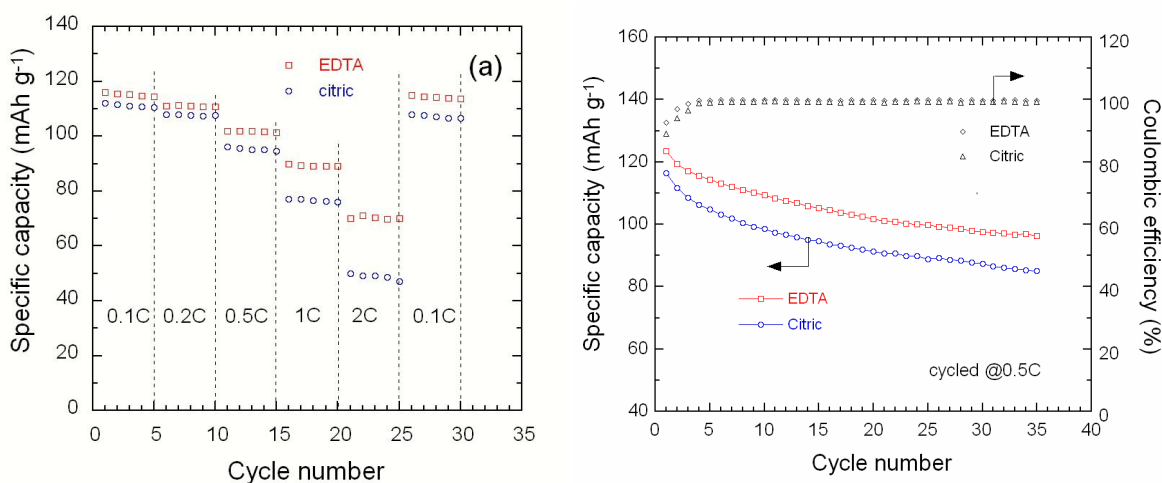 140
120
100
80
60
40
20
0
Specific capacity (mAh g⁻¹)
EDTA
citric
(a)
0.1C 0.2C 0.5C 1C 2C 0.1C
0 5 10 15 20 25 30 35
Cycle number
160
140
120
100
80
60
40
Specific capacity (mAh g⁻¹)
EDTA
Citric
EDTA
Citric
cycled @0.5C
0 5 10 15 20 25 30 35 40
Cycle number
120
100
80
60
40
20
0
Coulombic efficiency (%)